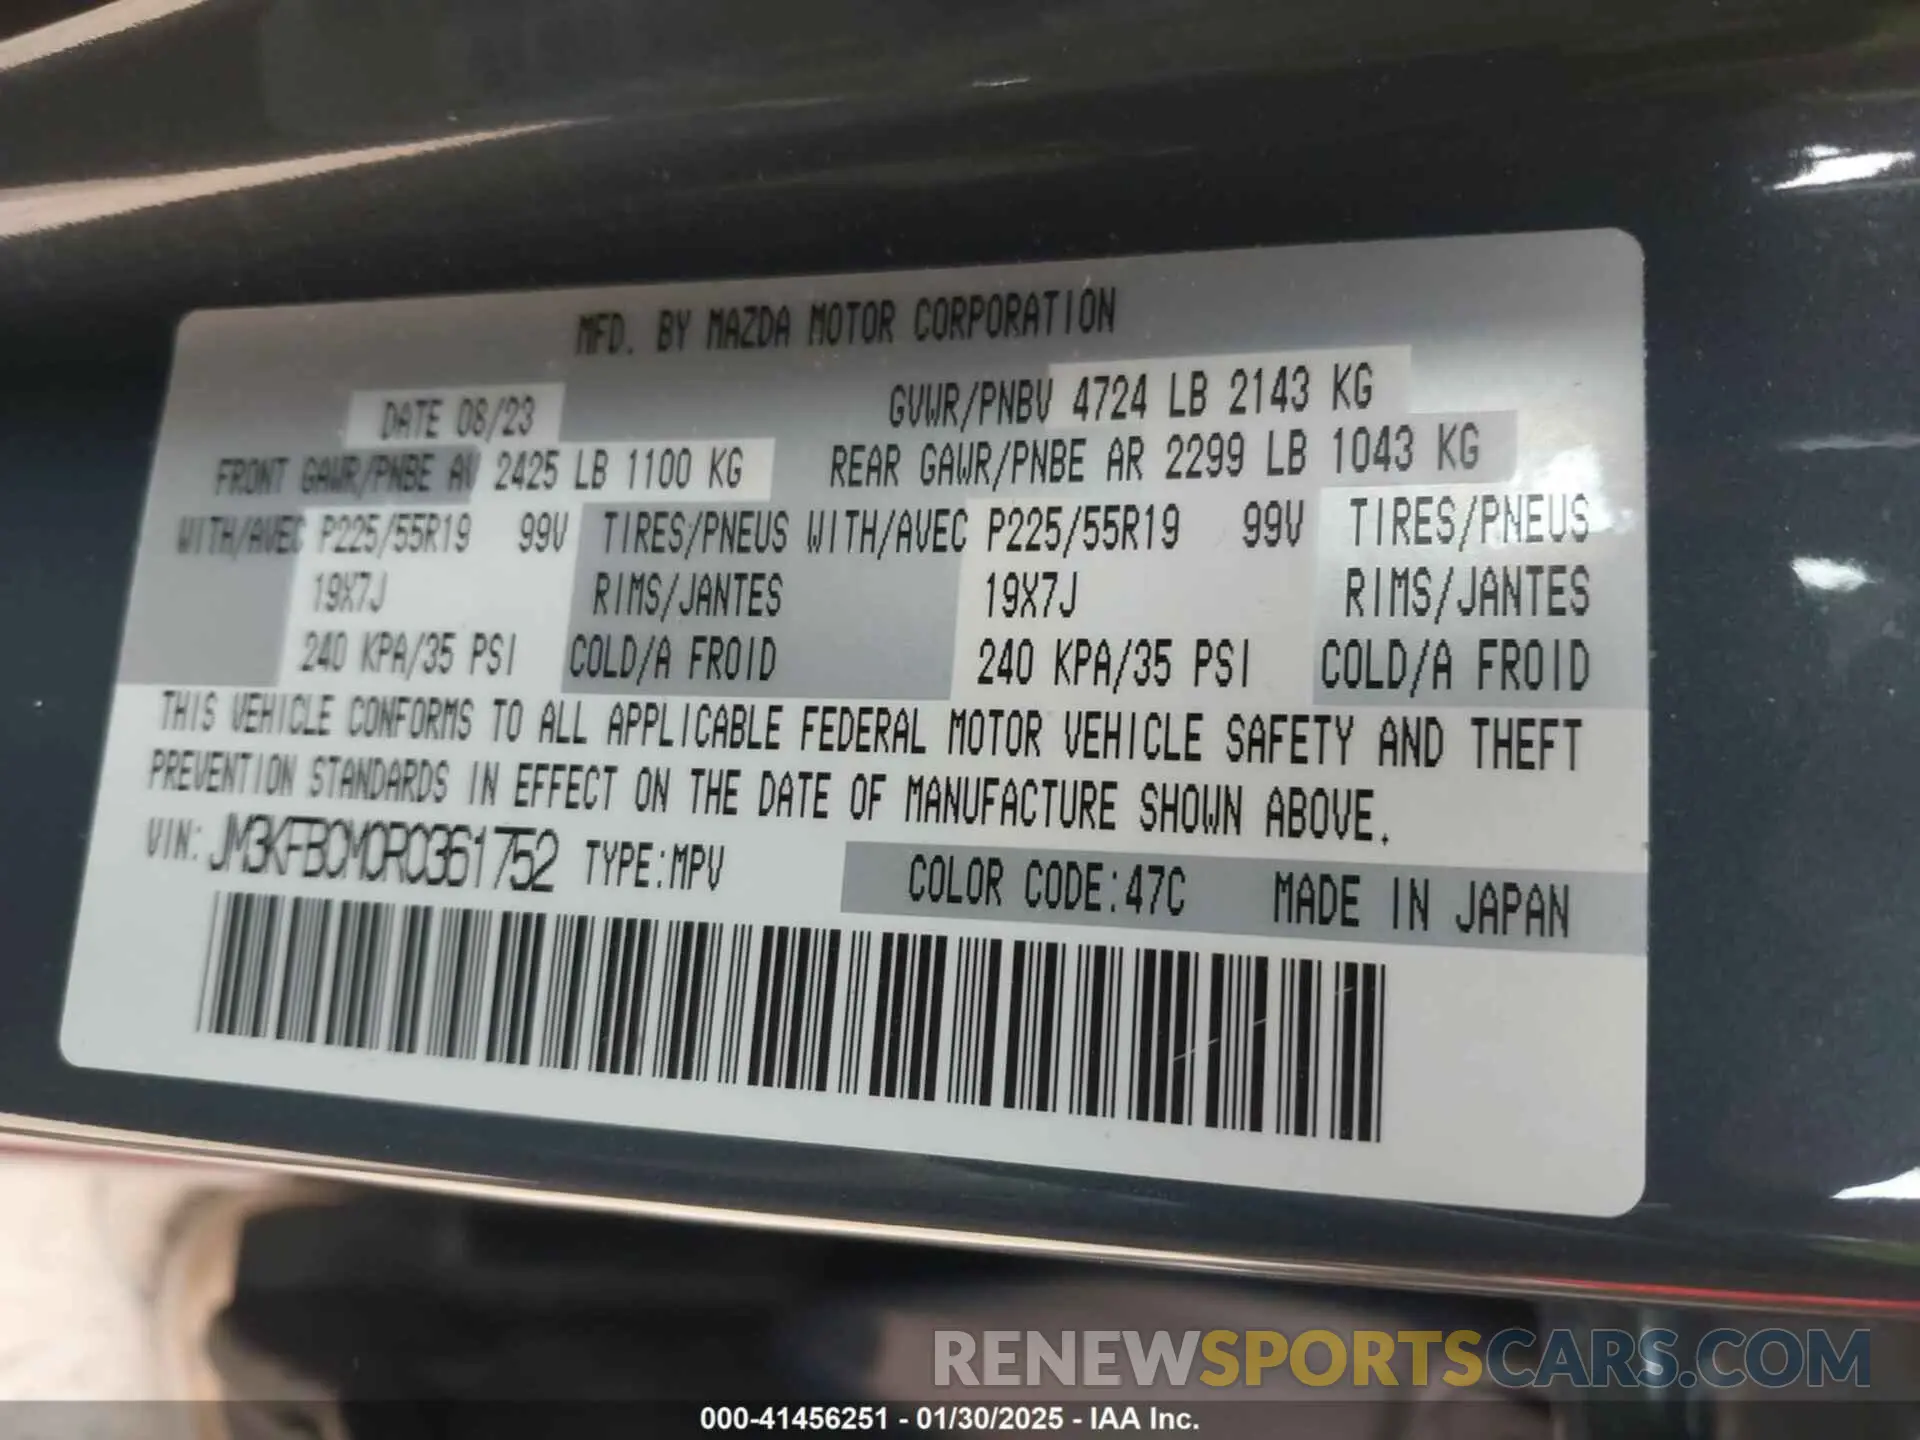 MFD. BY MAZDA MOTOR CORPORATION
DATE 08/23 GVWR/PNBV 4724 LB 2143 KG
FRONT GAWR/PNBE AV 2425 LB 1100 KG REAR GAWR/PNBE AR 2299 LB 1043 KG
WITH/AVEC P225/55R19 99V TIRES/PNEUS WITH/AVEC P225/55R19 99V TIRES/PNEUS
19X7J RIMS/JANTES 19X7J RIMS/JANTES
240 KPA/35 PSI COLD/A FROID 240 KPA/35 PSI COLD/A FROID
THIS VEHICLE CONFORMS TO ALL APPLICABLE FEDERAL MOTOR VEHICLE SAFETY AND THEFT
PREVENTION STANDARDS IN EFFECT ON THE DATE OF MANUFACTURE SHOWN ABOVE.
VIN: JM3KFBCM0R0361752 TYPE:MPV COLOR CODE:47C MADE IN JAPAN
RENEWSPORTSCARS.COM
000-41456251 - 01/30/2025 - IAA Inc.